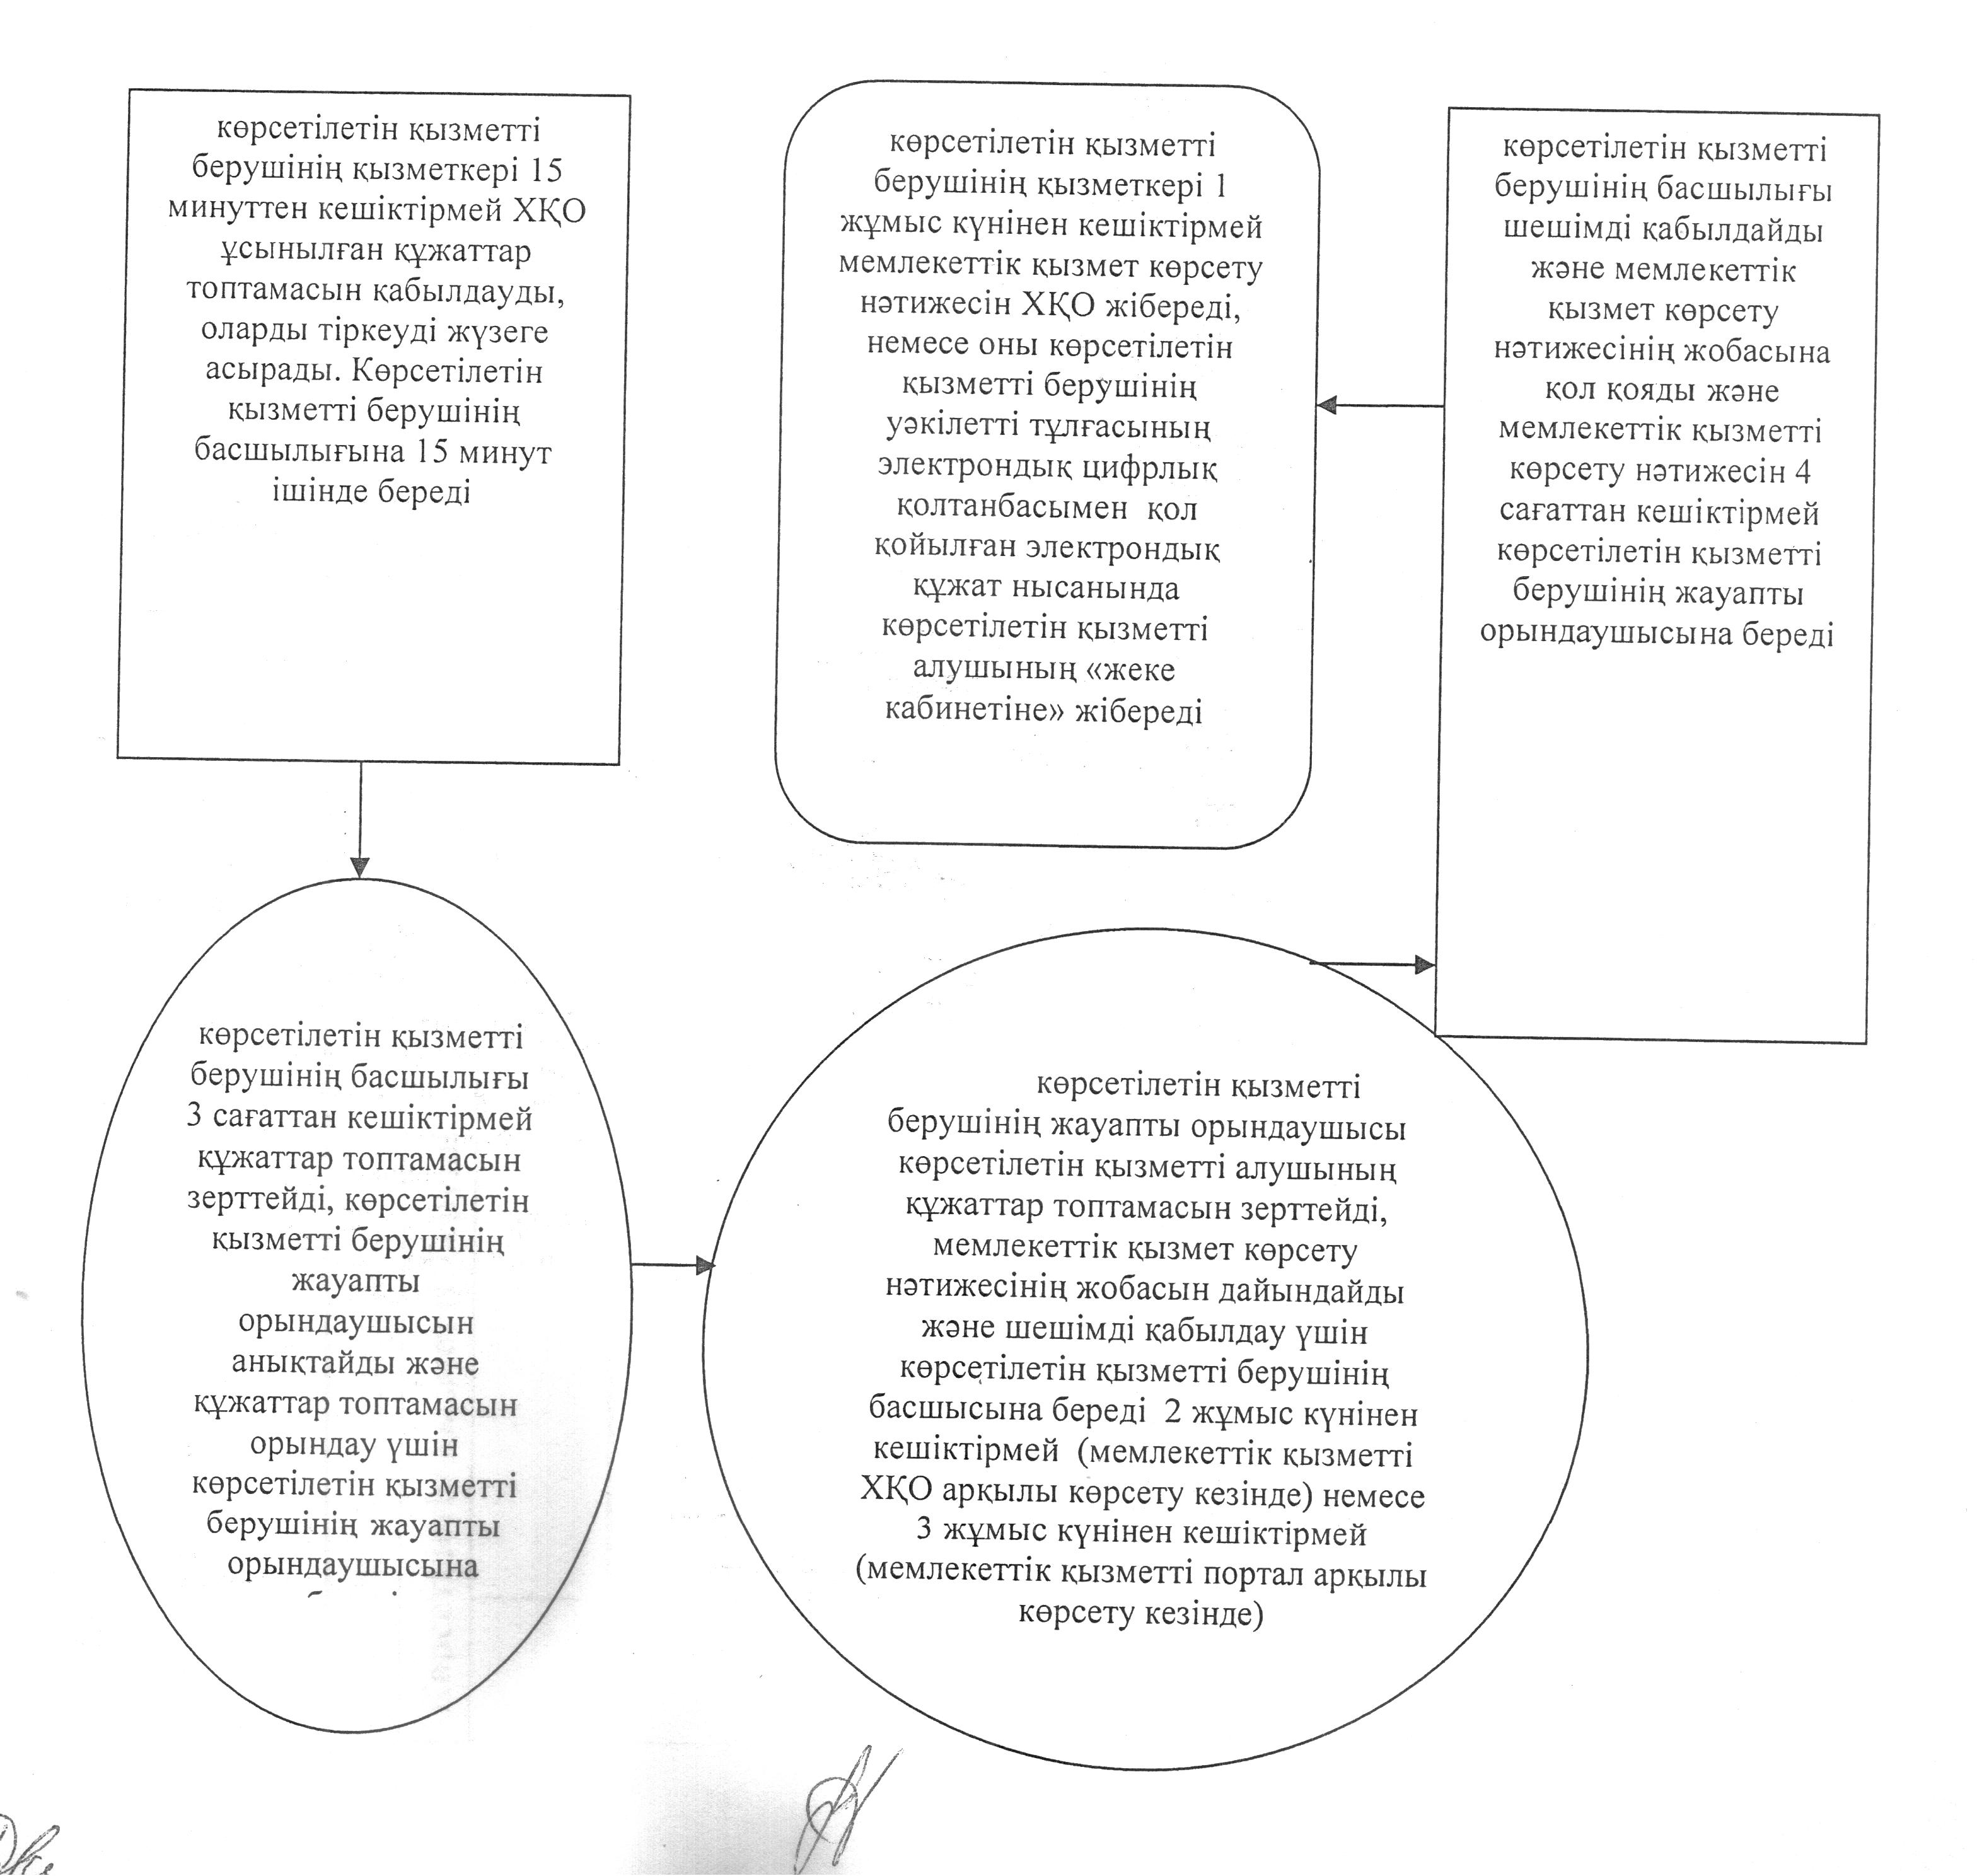 көрсетілетін қызметті
берушінің қызметкері 15
минуттен кешіктірмей ХҚО
ұсынылған құжаттар
топтамасын қабылдауды,
оларды тіркеуді жүзеге
асырады. Көрсетілетін
қызметті берушінің
басшылығына 15 минут
ішінде береді
көрсетілетін қызметті
берушінің басшылығы
3 сағаттан кешіктірмей
құжаттар топтамасын
зерттейді, көрсетілетін
қызметті берушінің
жауапты
орындаушысын
анықтайды және
құжаттар топтамасын
орындау үшін
көрсетілетін қызметті
берушінің жауапты
орындаушысына
көрсетілетін қызметті
берушінің жауапты орындаушысы
көрсетілетін қызметті алушының
құжаттар топтамасын зерттейді,
мемлекеттік қызмет көрсету
нәтижесінің жобасын дайындайды
және шешімді қабылдау үшін
көрсетілетін қызметті берушінің
басшысына береді 2 жұмыс күнінен
кешіктірмей (мемлекеттік қызметті
ХҚО арқылы көрсету кезінде) немесе
3 жұмыс күнінен кешіктірмей
(мемлекеттік қызметті портал арқылы
көрсету кезінде)
көрсетілетін қызметті
берушінің басшылығы
шешімді қабылдайды
және мемлекеттік
қызмет көрсету
нәтижесінің жобасына
қол қояды және
мемлекеттік қызметті
көрсету нәтижесін 4
сағаттан кешіктірмей
көрсетілетін қызметті
берушінің жауапты
орындаушысына береді
көрсетілетін қызметті
берушінің қызметкері 1
жұмыс күнінен кешіктірмей
мемлекеттік қызмет көрсету
нәтижесін ХҚО жібереді,
немесе оны көрсетілетін
қызметті берушінің
уәкілетті тұлғасының
электрондық цифрлық
қолтанбасымен қол
қойылған электрондық
құжат нысанында
көрсетілетін қызметті
алушының «жеке
кабинетіне» жібереді